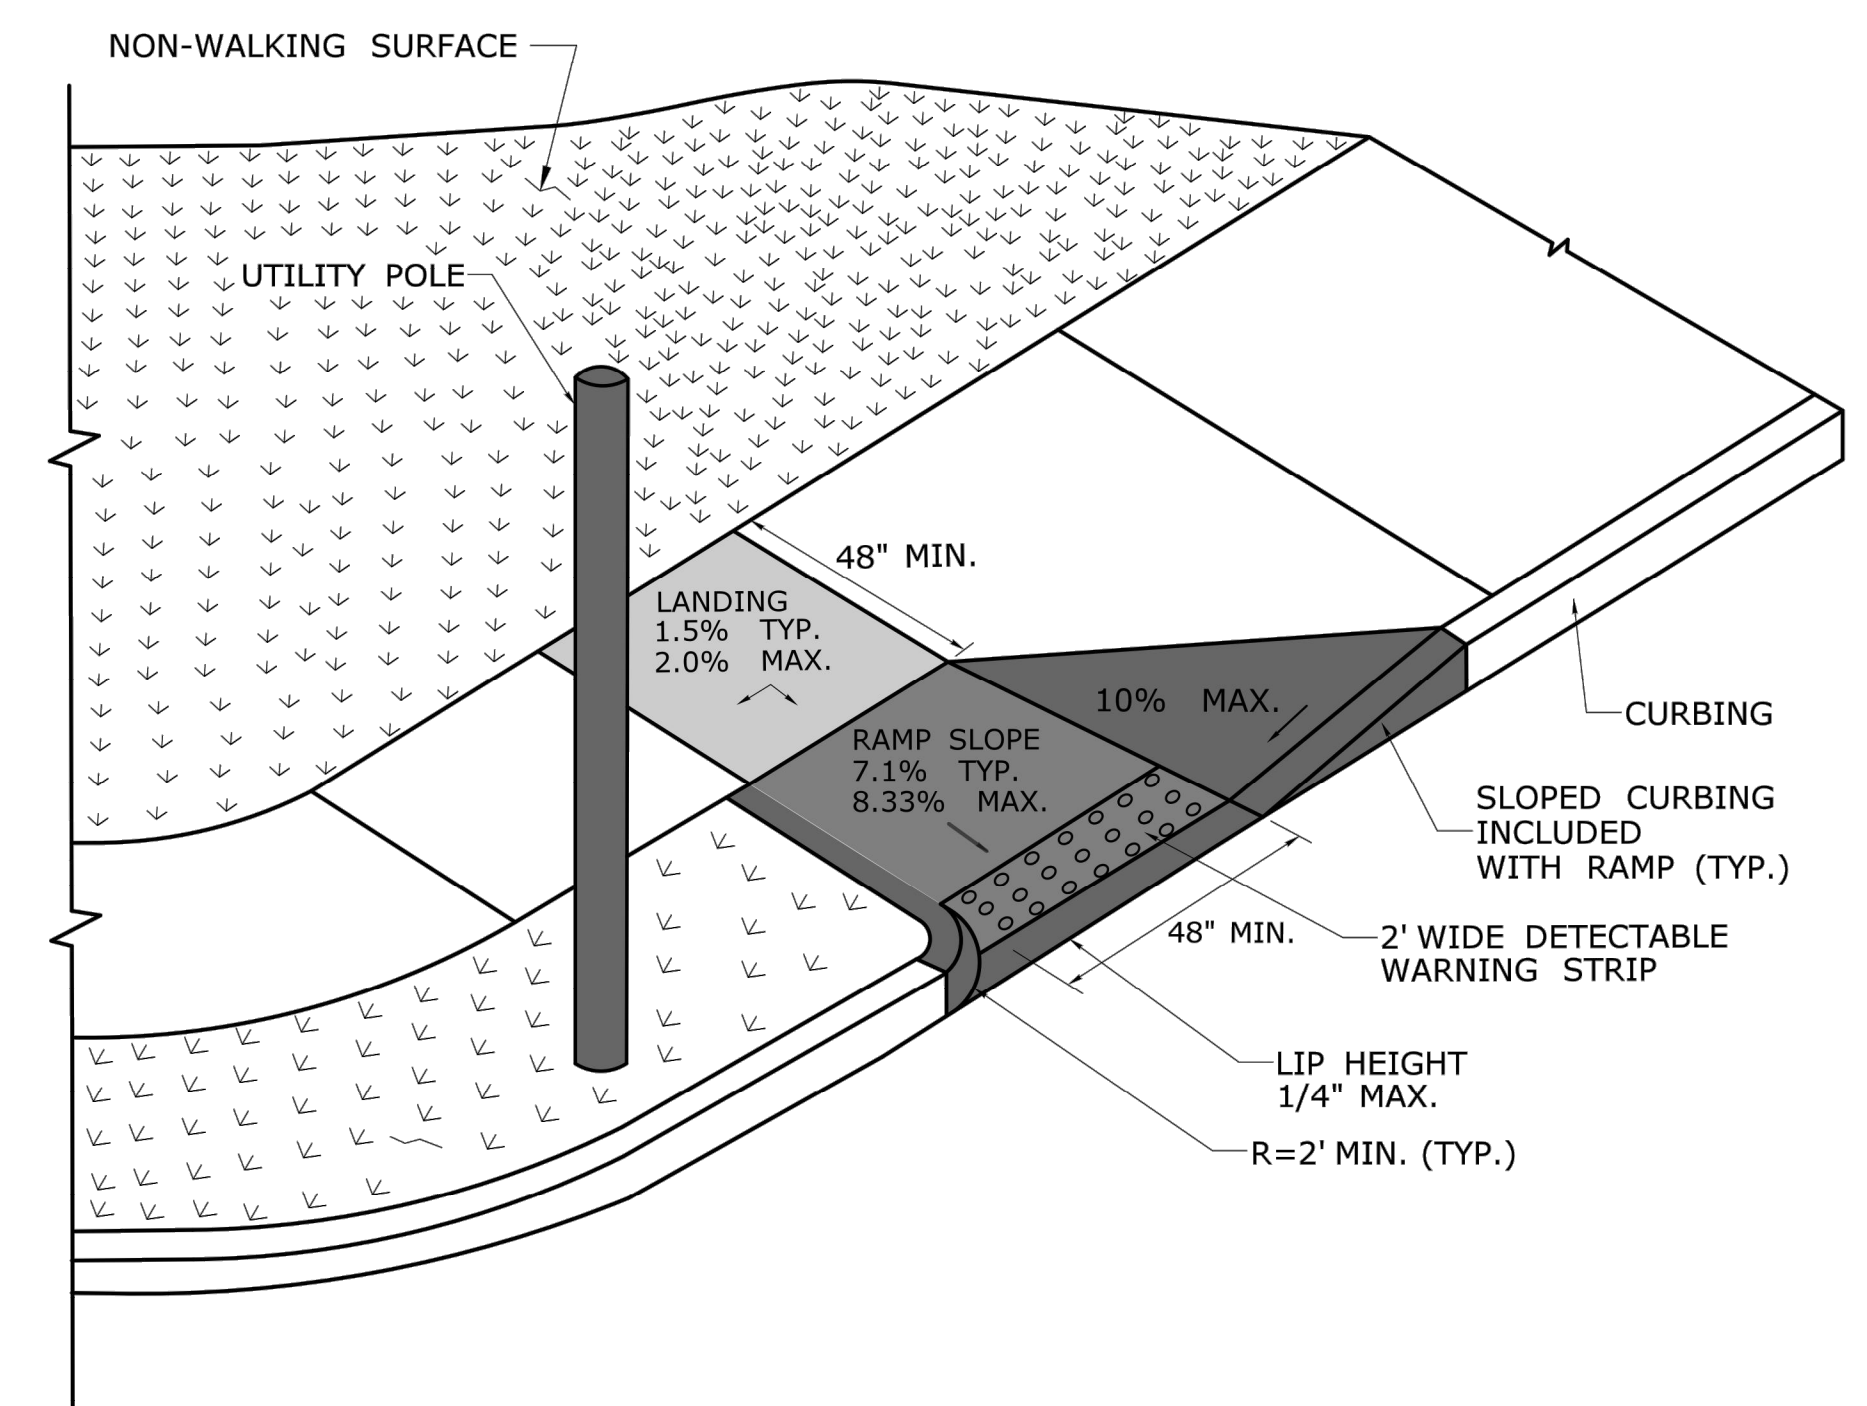 NON-WALKING SURFACE
UTILITY POLE
48" MIN.
LANDING
1.5% TYP.
2.0% MAX.
10% MAX.
RAMP SLOPE
7.1% TYP.
8.33% MAX.
CURBING
SLOPED CURBING
INCLUDED
WITH RAMP (TYP.)
48" MIN.
2' WIDE DETECTABLE
WARNING STRIP
LIP HEIGHT
1/4" MAX.
R=2' MIN. (TYP.)